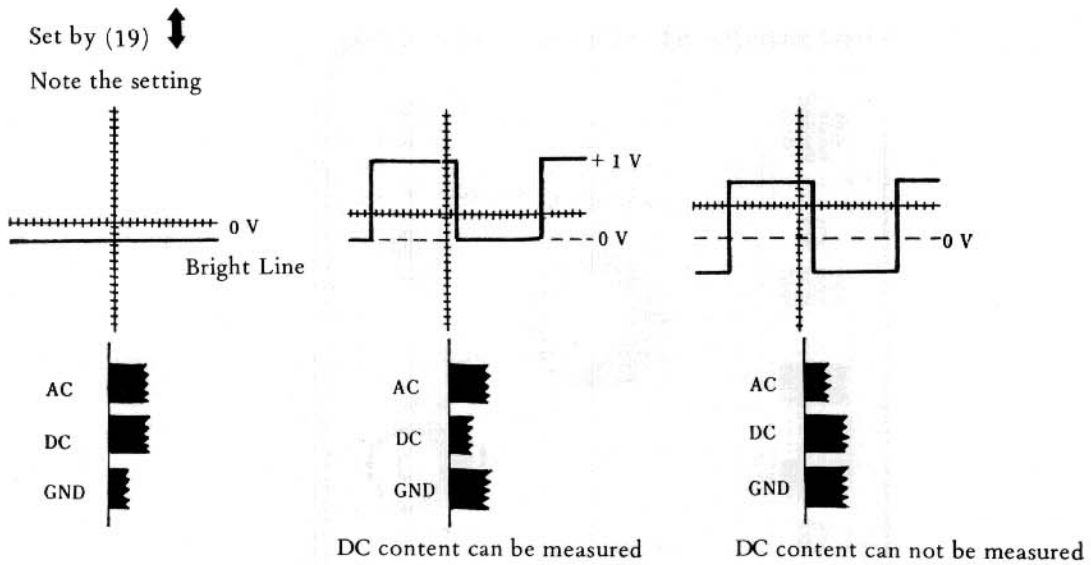 Set by (19)
Note the setting
0 V
Bright Line
AC
DC
GND
+ 1 V
0 V
AC
DC
GND
DC content can be measured
0 V
AC
DC
GND
DC content can not be measured